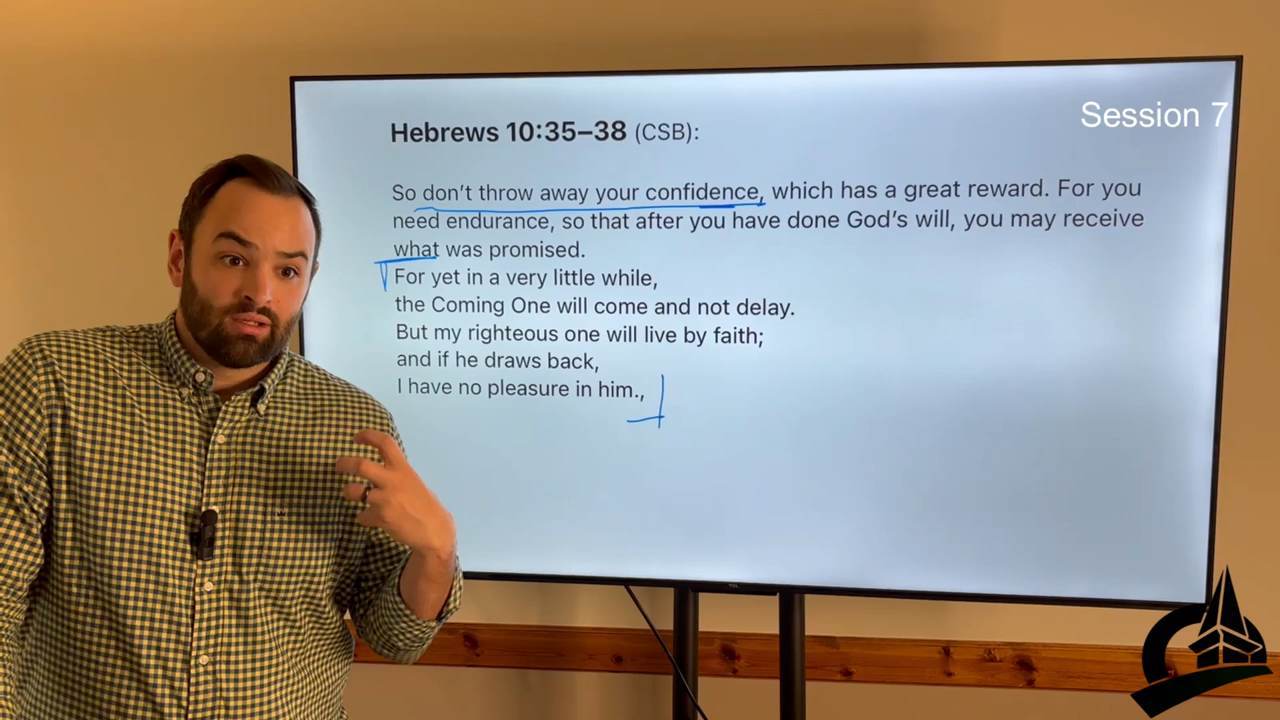 Session 7
Hebrews 10:35–38 (CSB):
So don't throw away your confidence, which has a great reward. For you
need endurance, so that after you have done God's will, you may receive
what was promised.
For yet in a very little while,
the Coming One will come and not delay.
But my righteous one will live by faith;
and if he draws back,
I have no pleasure in him.,
TCL